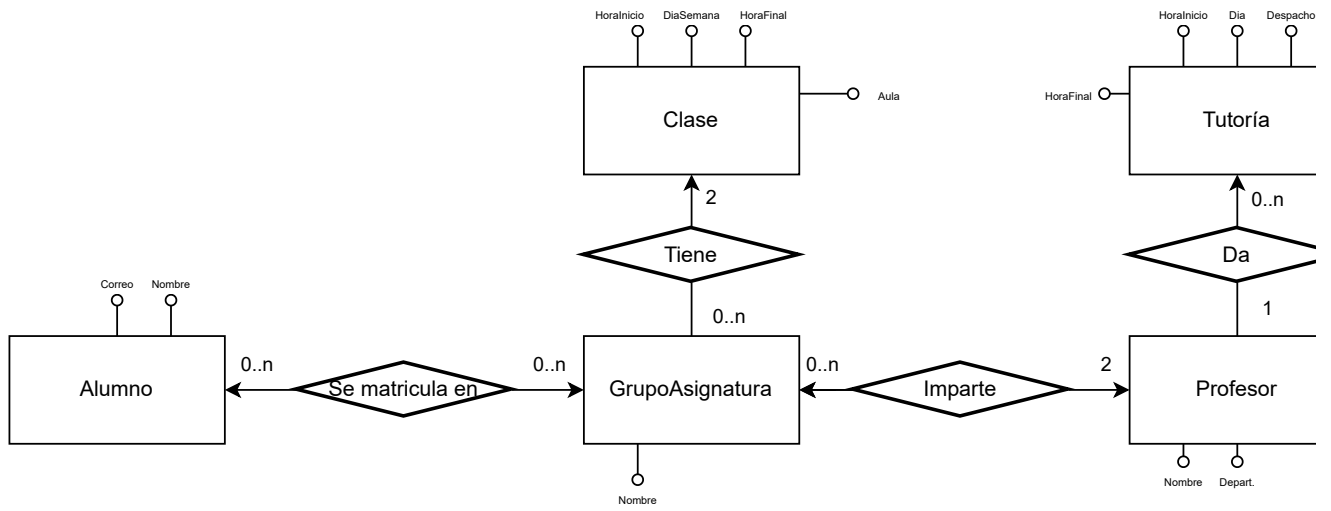 HoraInicio DiaSemana HoraFinal
HoraInicio Dia Despacho
Clase
Aula
HoraFinal
Tutoría
2
0..n
Tiene
Da
Correo Nombre
0..n
1
Alumno
0..n
Se matricula en
0..n
GrupoAsignatura
0..n
Imparte
2
Profesor
Nombre
Nombre Depart.